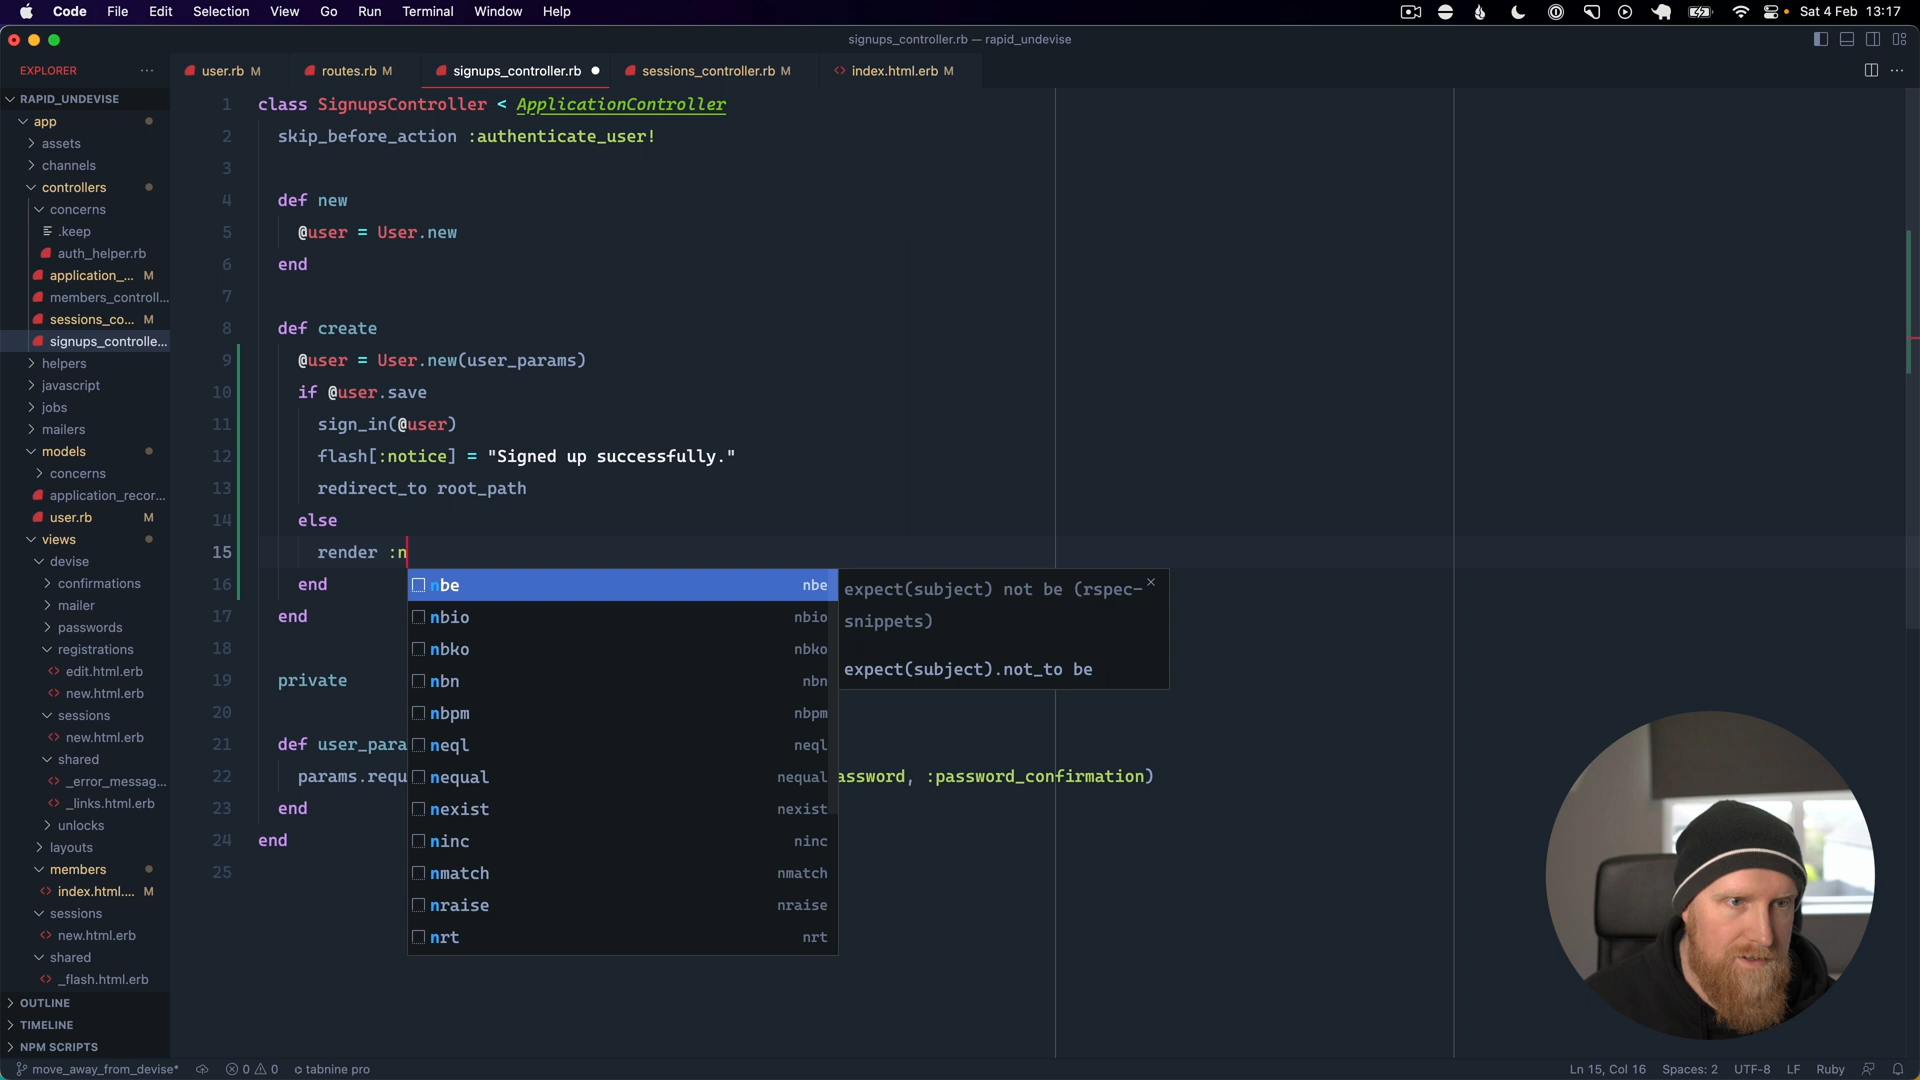 Code File Edit Selection View Go Run Terminal Window Help
Sat 4 Feb 13:17
signups_controller.rb — rapid_undevise
EXPLORER
user.rb M
routes.rb M
signups_controller.rb
sessions_controller.rb M
index.html.erb M
RAPID_UNDEVISE
app
assets
channels
controllers
concerns
.keep
auth_helper.rb
application_... M
members_controll...
sessions_co... M
signups_controlle...
helpers
javascript
jobs
mailers
models
concerns
application_recor...
user.rb M
views
devise
confirmations
mailer
passwords
registrations
edit.html.erb
new.html.erb
sessions
new.html.erb
shared
_error_messag...
_links.html.erb
unlocks
layouts
members
index.html.... M
sessions
new.html.erb
shared
_flash.html.erb
OUTLINE
TIMELINE
NPM SCRIPTS
1 class SignupsController < ApplicationController
2 skip_before_action :authenticate_user!
3
4 def new
5 @user = User.new
6 end
7
8 def create
9 @user = User.new(user_params)
10 if @user.save
11 sign_in(@user)
12 flash[:notice] = "Signed up successfully."
13 redirect_to root_path
14 else
15 render :n
16 end
17 end
18
19 private
20
21 def user_para
22 params.requ assword, :password_confirmation)
23 end
24 end
25
nbe nbe
nbio nbio
nbko nbko
nbn nbn
nbpm nbpm
neql neql
nequal nequal
nexist nexist
ninc ninc
nmatch nmatch
nraise nraise
nrt nrt
expect(subject) not be (rspec-
snippets)
expect(subject).not_to be
move_away_from_devise* 0 0 tabnine pro
Ln 15, Col 16 Spaces: 2 UTF-8 LF Ruby